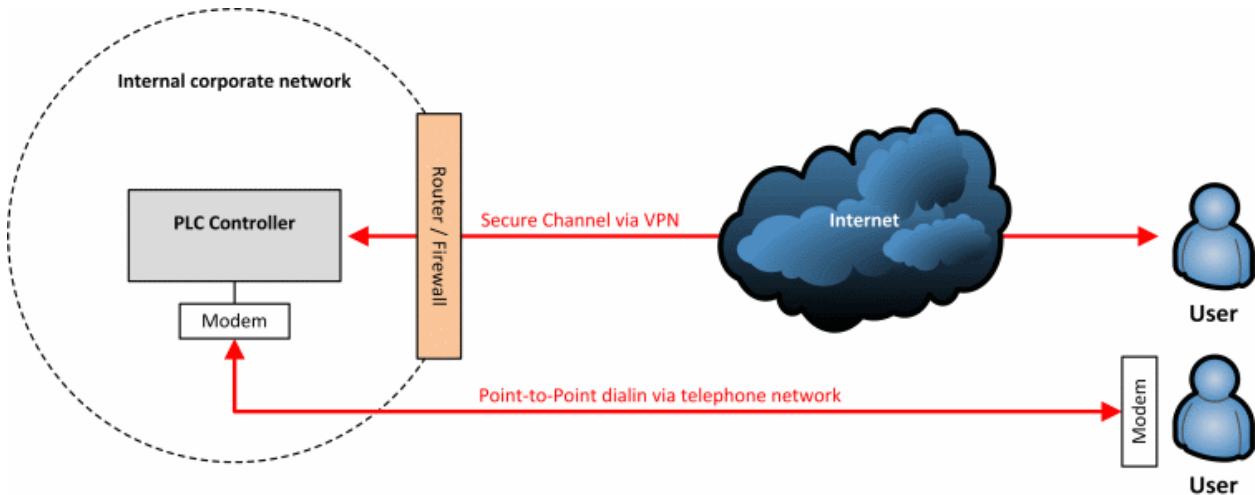 Internal corporate network
PLC Controller
Modem
Router / Firewall
Secure Channel via VPN
Internet
User
Point-to-Point dialin via telephone network
Modem
User